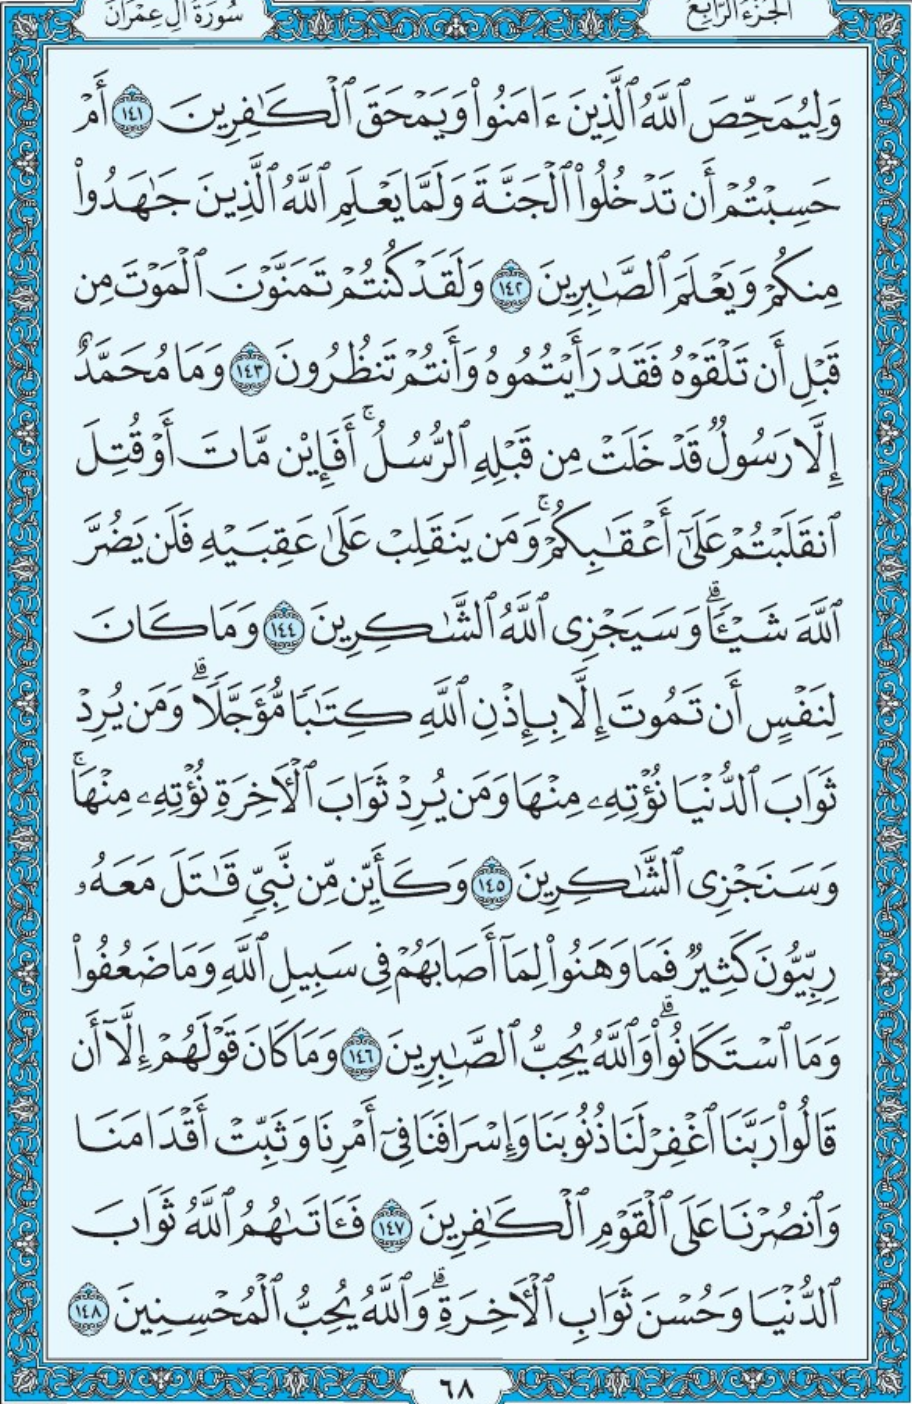 سُورَةُ آلِ عِمْرَانَ
الجُزْءُ الرَّابِعُ
وَلِيُمَحِّصَ ٱللَّهُ ٱلَّذِينَ ءَامَنُوا۟ وَيَمْحَقَ ٱلْكَـٰفِرِينَ ١٤١ أَمْ
حَسِبْتُمْ أَن تَدْخُلُوا۟ ٱلْجَنَّةَ وَلَمَّا يَعْلَمِ ٱللَّهُ ٱلَّذِينَ جَـٰهَدُوا۟
مِنكُمْ وَيَعْلَمَ ٱلصَّـٰبِرِينَ ١٤٢ وَلَقَدْ كُنتُمْ تَمَنَّوْنَ ٱلْمَوْتَ مِن
قَبْلِ أَن تَلْقَوْهُ فَقَدْ رَأَيْتُمُوهُ وَأَنتُمْ تَنظُرُونَ ١٤٣ وَمَا مُحَمَّدٌ
إِلَّا رَسُولٌ قَدْ خَلَتْ مِن قَبْلِهِ ٱلرُّسُلُ ۚ أَفَإِي۟ن مَّاتَ أَوْ قُتِلَ
ٱنقَلَبْتُمْ عَلَىٰٓ أَعْقَـٰبِكُمْ ۚ وَمَن يَنقَلِبْ عَلَىٰ عَقِبَيْهِ فَلَن يَضُرَّ
ٱللَّهَ شَيْـًٔا ۗ وَسَيَجْزِى ٱللَّهُ ٱلشَّـٰكِرِينَ ١٤٤ وَمَا كَانَ
لِنَفْسٍ أَن تَمُوتَ إِلَّا بِإِذْنِ ٱللَّهِ كِتَـٰبًا مُّؤَجَّلًا ۗ وَمَن يُرِدْ
ثَوَابَ ٱلدُّنْيَا نُؤْتِهِۦ مِنْهَا وَمَن يُرِدْ ثَوَابَ ٱلْـَٔاخِرَةِ نُؤْتِهِۦ مِنْهَا ۚ
وَسَنَجْزِى ٱلشَّـٰكِرِينَ ١٤٥ وَكَأَيِّن مِّن نَّبِىٍّ قَـٰتَلَ مَعَهُۥ
رِبِّيُّونَ كَثِيرٌ فَمَا وَهَنُوا۟ لِمَآ أَصَابَهُمْ فِى سَبِيلِ ٱللَّهِ وَمَا ضَعُفُوا۟
وَمَا ٱسْتَكَانُوا۟ ۗ وَٱللَّهُ يُحِبُّ ٱلصَّـٰبِرِينَ ١٤٦ وَمَا كَانَ قَوْلَهُمْ إِلَّآ أَن
قَالُوا۟ رَبَّنَا ٱغْفِرْ لَنَا ذُنُوبَنَا وَإِسْرَافَنَا فِىٓ أَمْرِنَا وَثَبِّتْ أَقْدَامَنَا
وَٱنصُرْنَا عَلَى ٱلْقَوْمِ ٱلْكَـٰفِرِينَ ١٤٧ فَـَٔاتَىٰهُمُ ٱللَّهُ ثَوَابَ
ٱلدُّنْيَا وَحُسْنَ ثَوَابِ ٱلْـَٔاخِرَةِ ۗ وَٱللَّهُ يُحِبُّ ٱلْمُحْسِنِينَ ١٤٨
٦٨